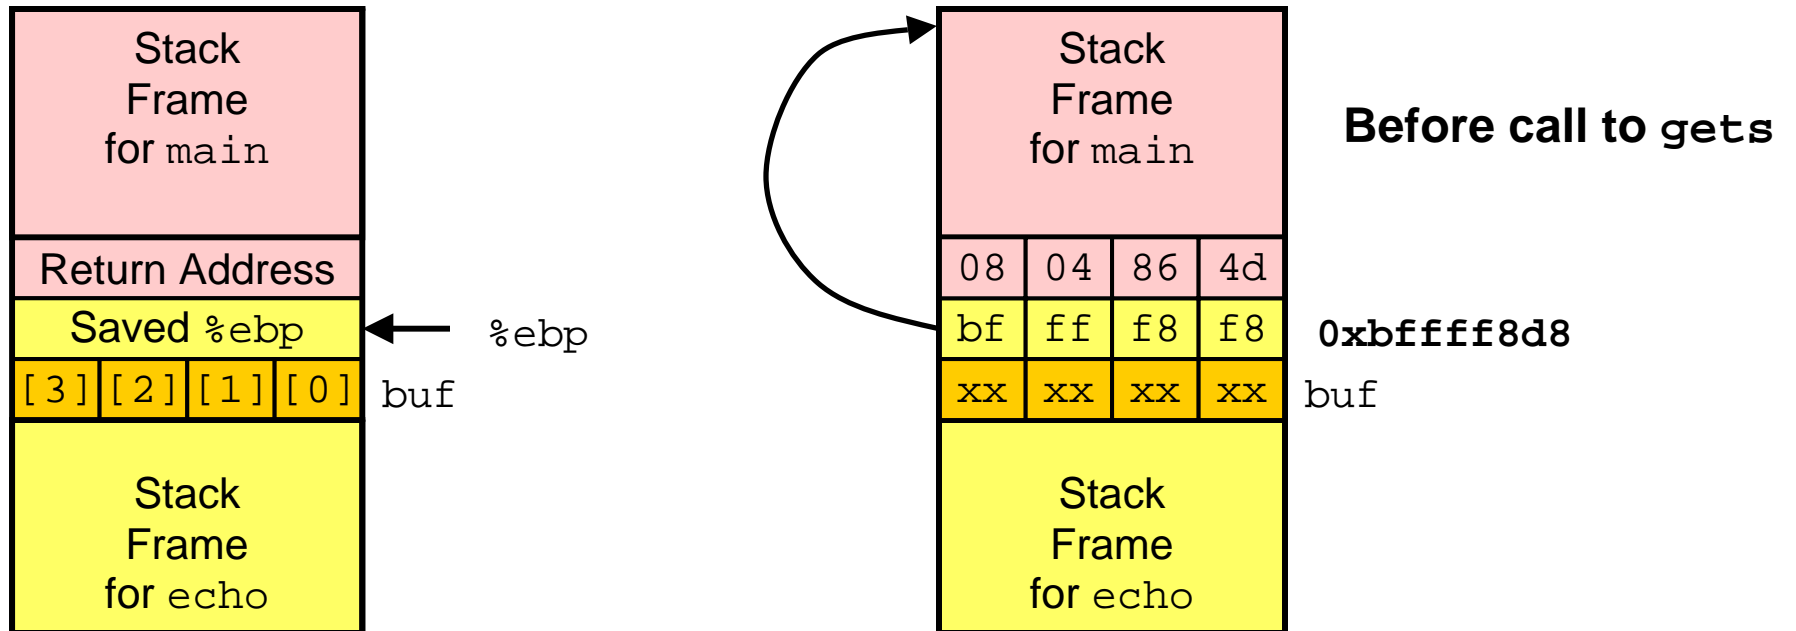 Stack
Frame
for main
Return Address
Saved %ebp
%ebp
[3] [2] [1] [0]
buf
Stack
Frame
for echo
Stack
Frame
for main
Before call to gets
08 04 86 4d
bf ff f8 f8
0xbffff8d8
xx xx xx xx
buf
Stack
Frame
for echo